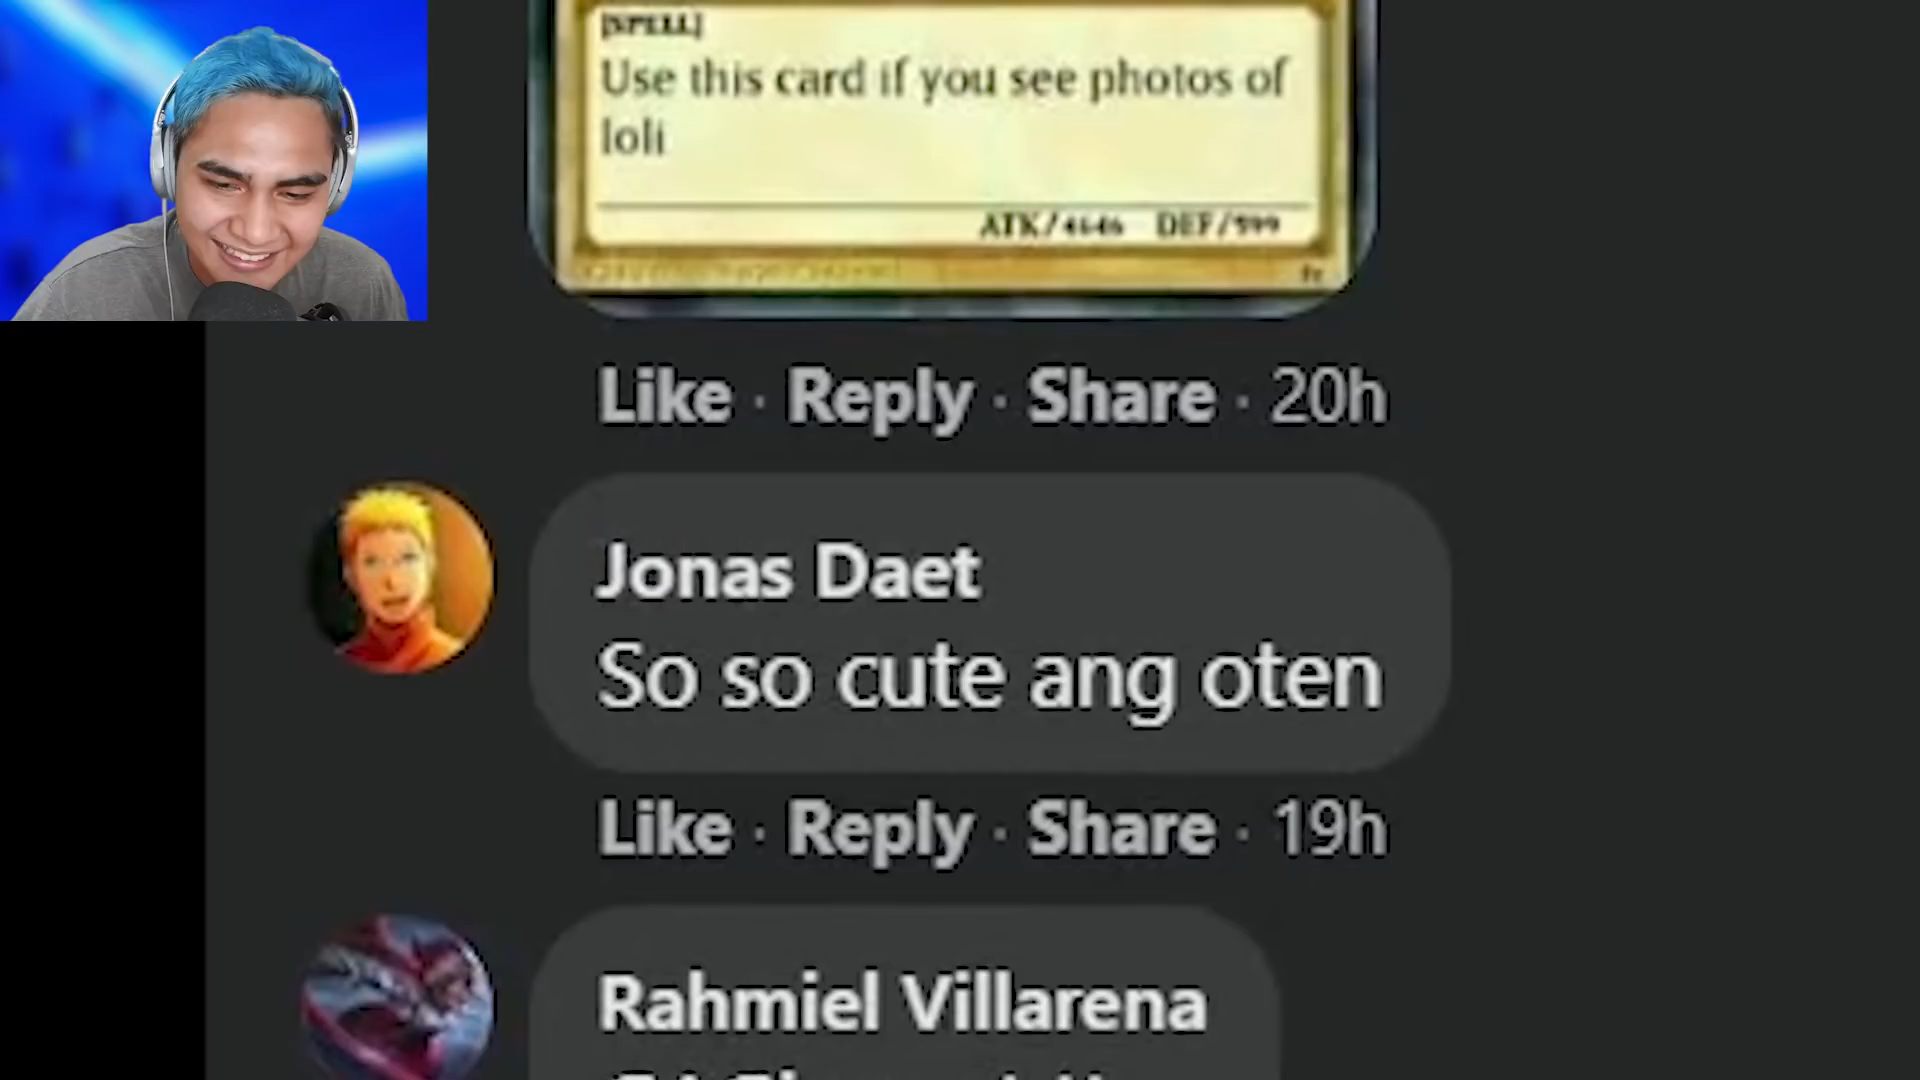 [SPELL]
Use this card if you see photos of
loli
ATK/4646 DEF/999
Like · Reply · Share · 20h
Jonas Daet
So so cute ang oten
Like · Reply · Share · 19h
Rahmiel Villarena